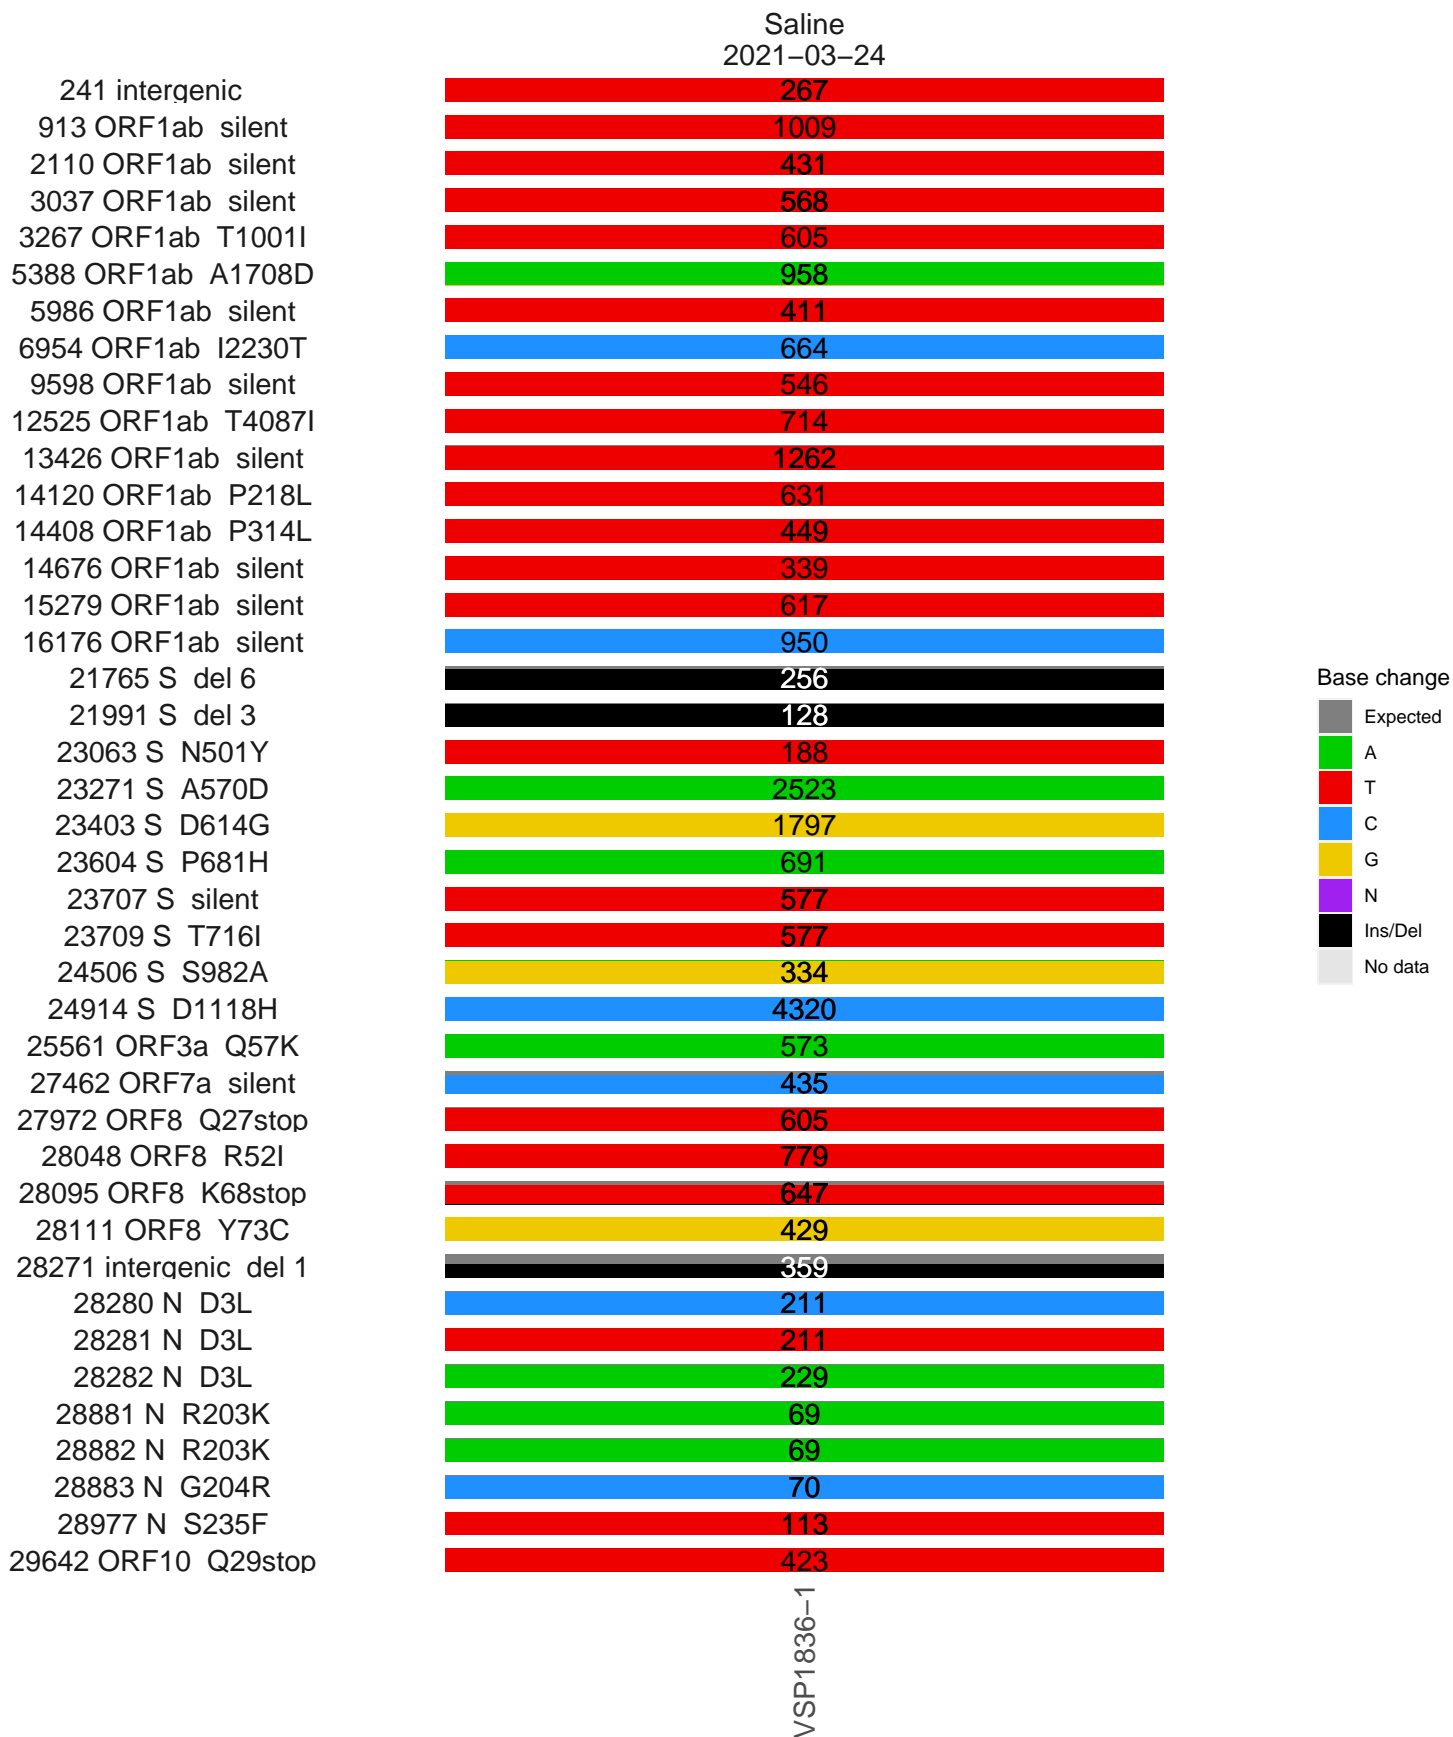 Saline
2021−03−24
241 intergenic 267
913 ORF1ab silent 1009
2110 ORF1ab silent 431
3037 ORF1ab silent 568
3267 ORF1ab T1001I 605
5388 ORF1ab A1708D 958
5986 ORF1ab silent 411
6954 ORF1ab I2230T 664
9598 ORF1ab silent 546
12525 ORF1ab T4087I 714
13426 ORF1ab silent 1262
14120 ORF1ab P218L 631
14408 ORF1ab P314L 449
14676 ORF1ab silent 339
15279 ORF1ab silent 617
16176 ORF1ab silent 950
21765 S del 6 256
21991 S del 3 128
23063 S N501Y 188
23271 S A570D 2523
23403 S D614G 1797
23604 S P681H 691
23707 S silent 577
23709 S T716I 577
24506 S S982A 334
24914 S D1118H 4320
25561 ORF3a Q57K 573
27462 ORF7a silent 435
27972 ORF8 Q27stop 605
28048 ORF8 R52I 779
28095 ORF8 K68stop 647
28111 ORF8 Y73C 429
28271 intergenic del 1 359
28280 N D3L 211
28281 N D3L 211
28282 N D3L 229
28881 N R203K 69
28882 N R203K 69
28883 N G204R 70
28977 N S235F 113
29642 ORF10 Q29stop 423
VSP1836−1
Base change
Expected
A
T
C
G
N
Ins/Del
No data